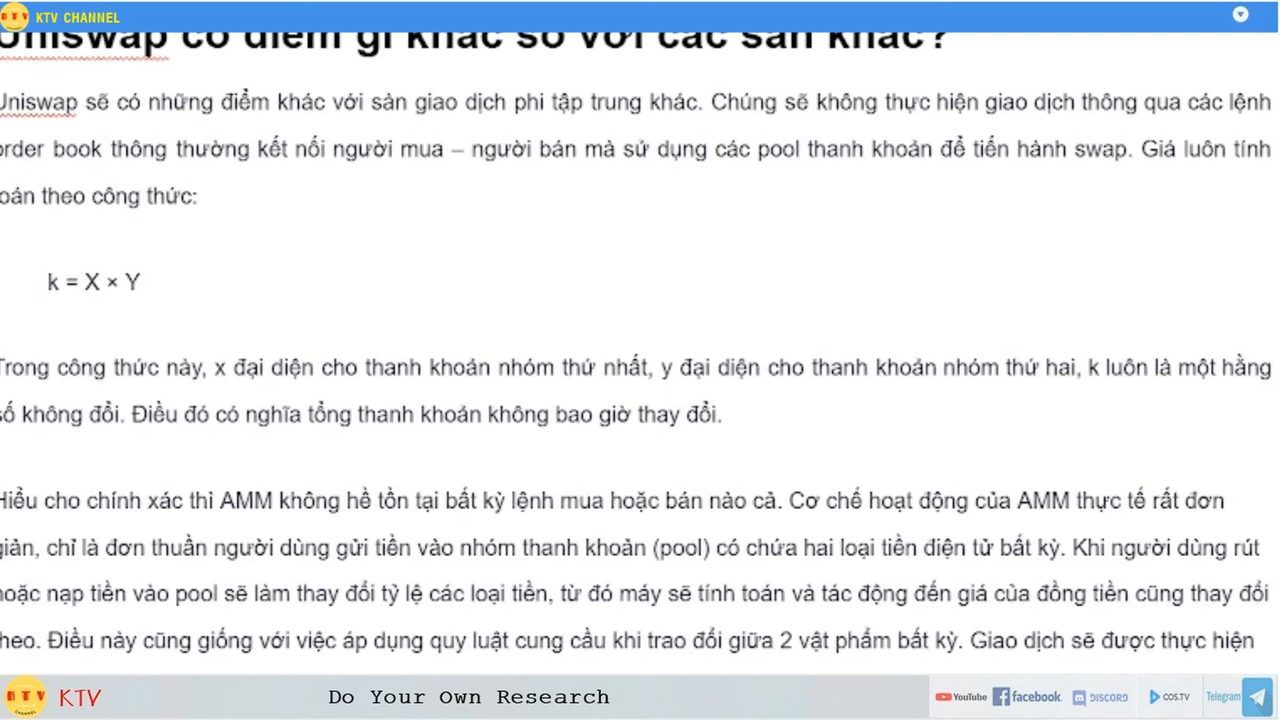 KTV KTV CHANNEL
Uniswap có điểm gì khác so với các sàn khác?
Uniswap sẽ có những điểm khác với sàn giao dịch phi tập trung khác. Chúng sẽ không thực hiện giao dịch thông qua các lệnh
order book thông thường kết nối người mua – người bán mà sử dụng các pool thanh khoản để tiến hành swap. Giá luôn tính
toán theo công thức:
k = X × Y
Trong công thức này, x đại diện cho thanh khoản nhóm thứ nhất, y đại diện cho thanh khoản nhóm thứ hai, k luôn là một hằng
số không đổi. Điều đó có nghĩa tổng thanh khoản không bao giờ thay đổi.
Hiểu cho chính xác thì AMM không hề tồn tại bất kỳ lệnh mua hoặc bán nào cả. Cơ chế hoạt động của AMM thực tế rất đơn
giản, chỉ là đơn thuần người dùng gửi tiền vào nhóm thanh khoản (pool) có chứa hai loại tiền điện tử bất kỳ. Khi người dùng rút
hoặc nạp tiền vào pool sẽ làm thay đổi tỷ lệ các loại tiền, từ đó máy sẽ tính toán và tác động đến giá của đồng tiền cũng thay đổi
theo. Điều này cũng giống với việc áp dụng quy luật cung cầu khi trao đổi giữa 2 vật phẩm bất kỳ. Giao dịch sẽ được thực hiện
KTV CHANNEL KTV Do Your Own Research YouTube facebook. DISCORD COS.TV Telegram